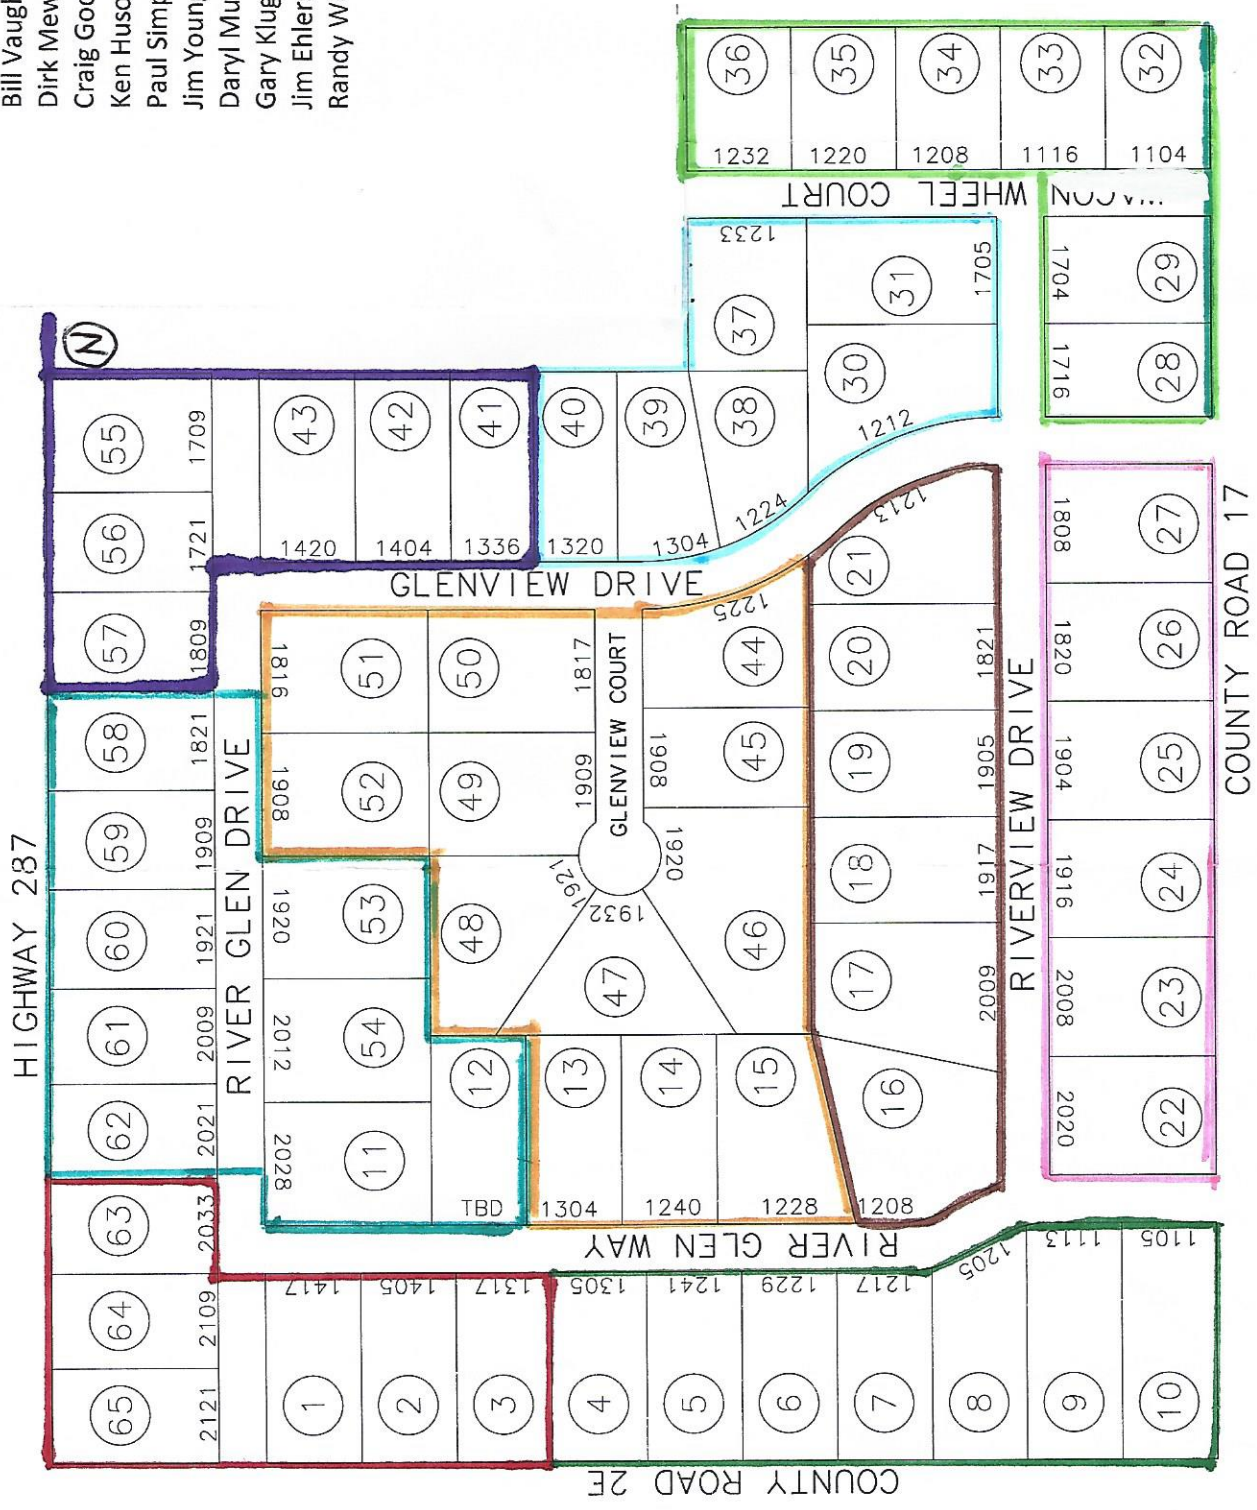 Bill Vaugh
Dirk Mew
Craig Goo
Ken Huso
Paul Simp
Jim Young
Daryl Mu
Gary Klug
Jim Ehler
Randy W
HIGHWAY 287
N
65 64 63 62 61 60 59 58 57 56 55
2121 2109 2033 2021 2009 1921 1909 1821 1809 1721 1709
RIVER GLEN DRIVE
2028 2012 1920 1908 1816
11 54 53 52 51
1 1417
2 1405
3 1317
4 1305
5 1241
6 1229
7 1217
8 1205
9 1113
10 1105
COUNTY ROAD 2E
RIVER GLEN WAY
TBD 12
1304 13
1240 14
1228 15
1208 16
48 49 50
1921 1909 1817
GLENVIEW COURT
47 1932
46 1920
45 1908
44 1225
GLENVIEW DRIVE
1420 43
1404 42
1336 41
1320 40
1304 39
1224 38
1212 30
1233 37
31 1705
17 18 19 20 21
2009 1917 1905 1821 1213
RIVERVIEW DRIVE
2020 2008 1916 1904 1820 1808 1716 1704
22 23 24 25 26 27 28 29
COUNTY ROAD 17
WHEEL COURT
1232 36
1220 35
1208 34
1116 33
1104 32